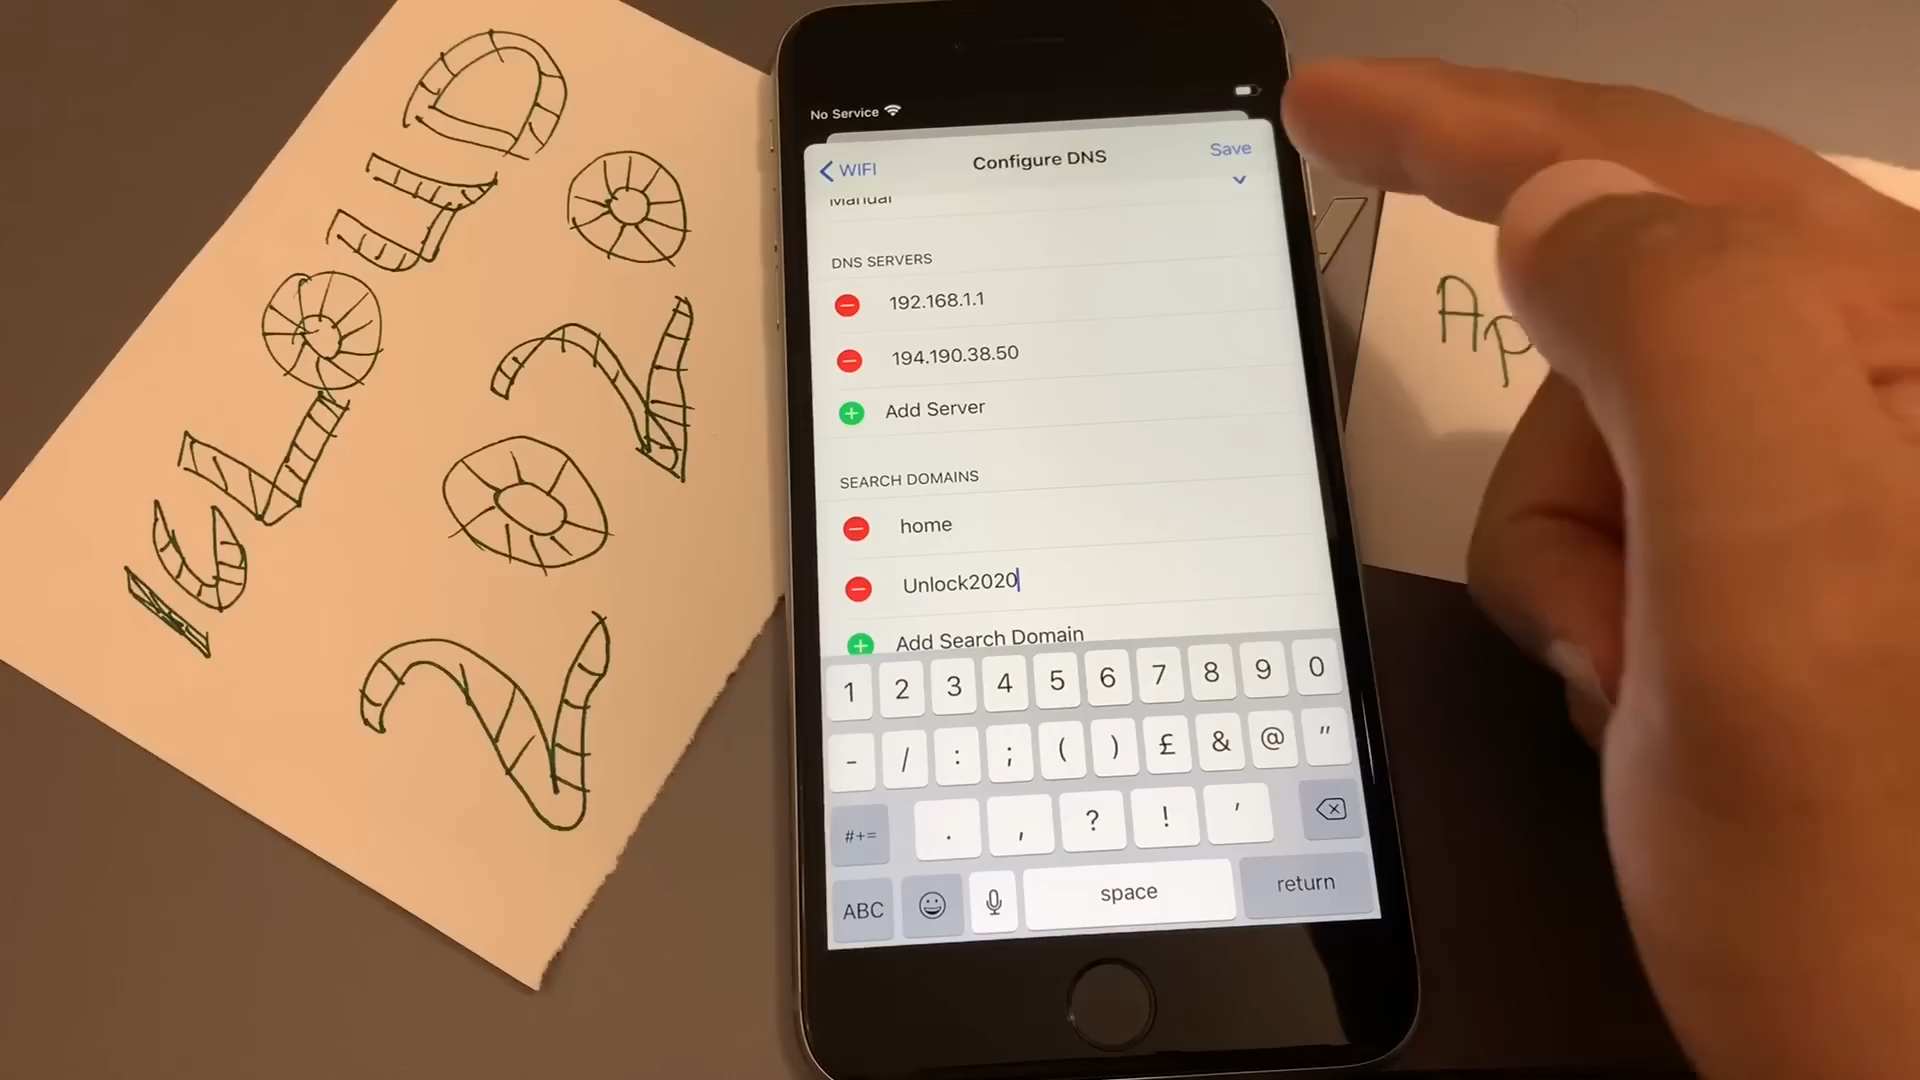 ICLOUD
2020
No Service
WIFI
Configure DNS
Save
Manual
DNS SERVERS
192.168.1.1
194.190.38.50
Add Server
SEARCH DOMAINS
home
Unlock2020
Add Search Domain
1 2 3 4 5 6 7 8 9 0
- / : ; ( ) £ & @ "
#+= . , ? ! '
ABC space return
Ap